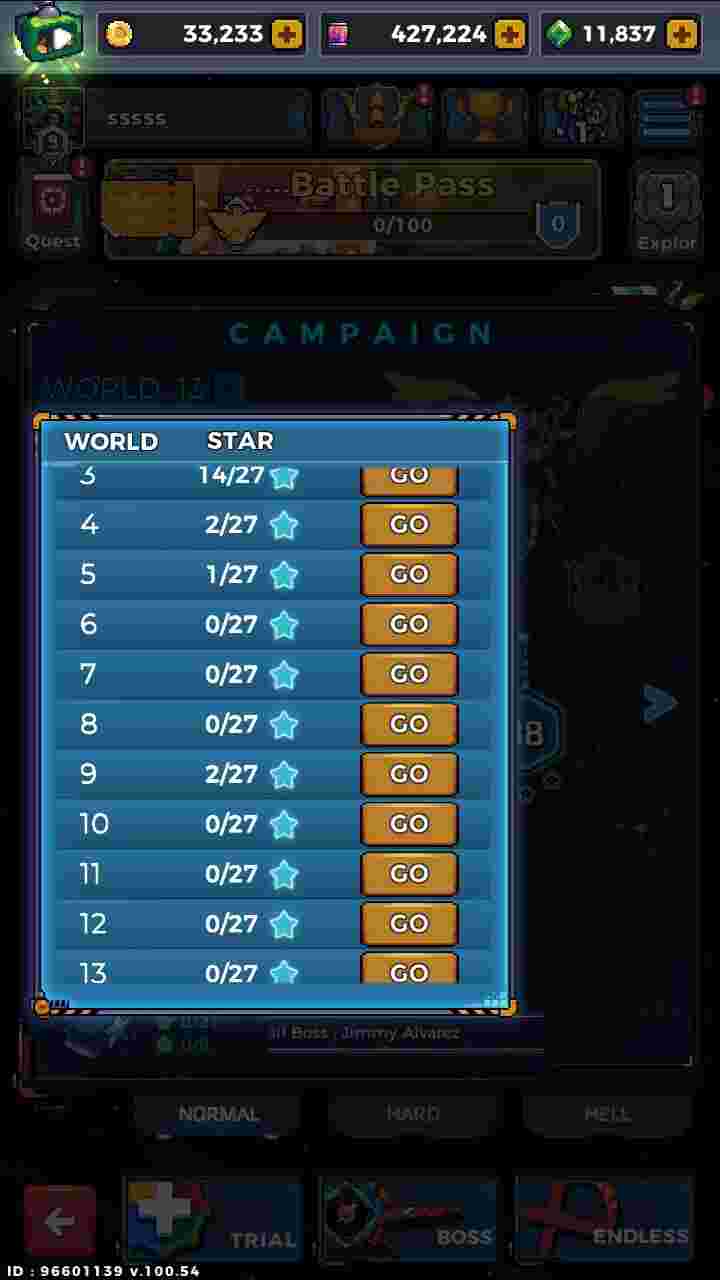 33,233 427,224 11,837
19 sssss 1
Battle Pass
0/100 0 1
Quest Explor
CAMPAIGN
WORLD 13
WORLD STAR
3 14/27 GO
4 2/27 GO
5 1/27 GO
6 0/27 GO
7 0/27 GO
8 0/27 GO
9 2/27 GO
10 0/27 GO
11 0/27 GO
12 0/27 GO
13 0/27 GO
Boss : Jimmy Alvarez
NORMAL HARD HELL
TRIAL BOSS ENDLESS
ID : 96601139 v.100.54